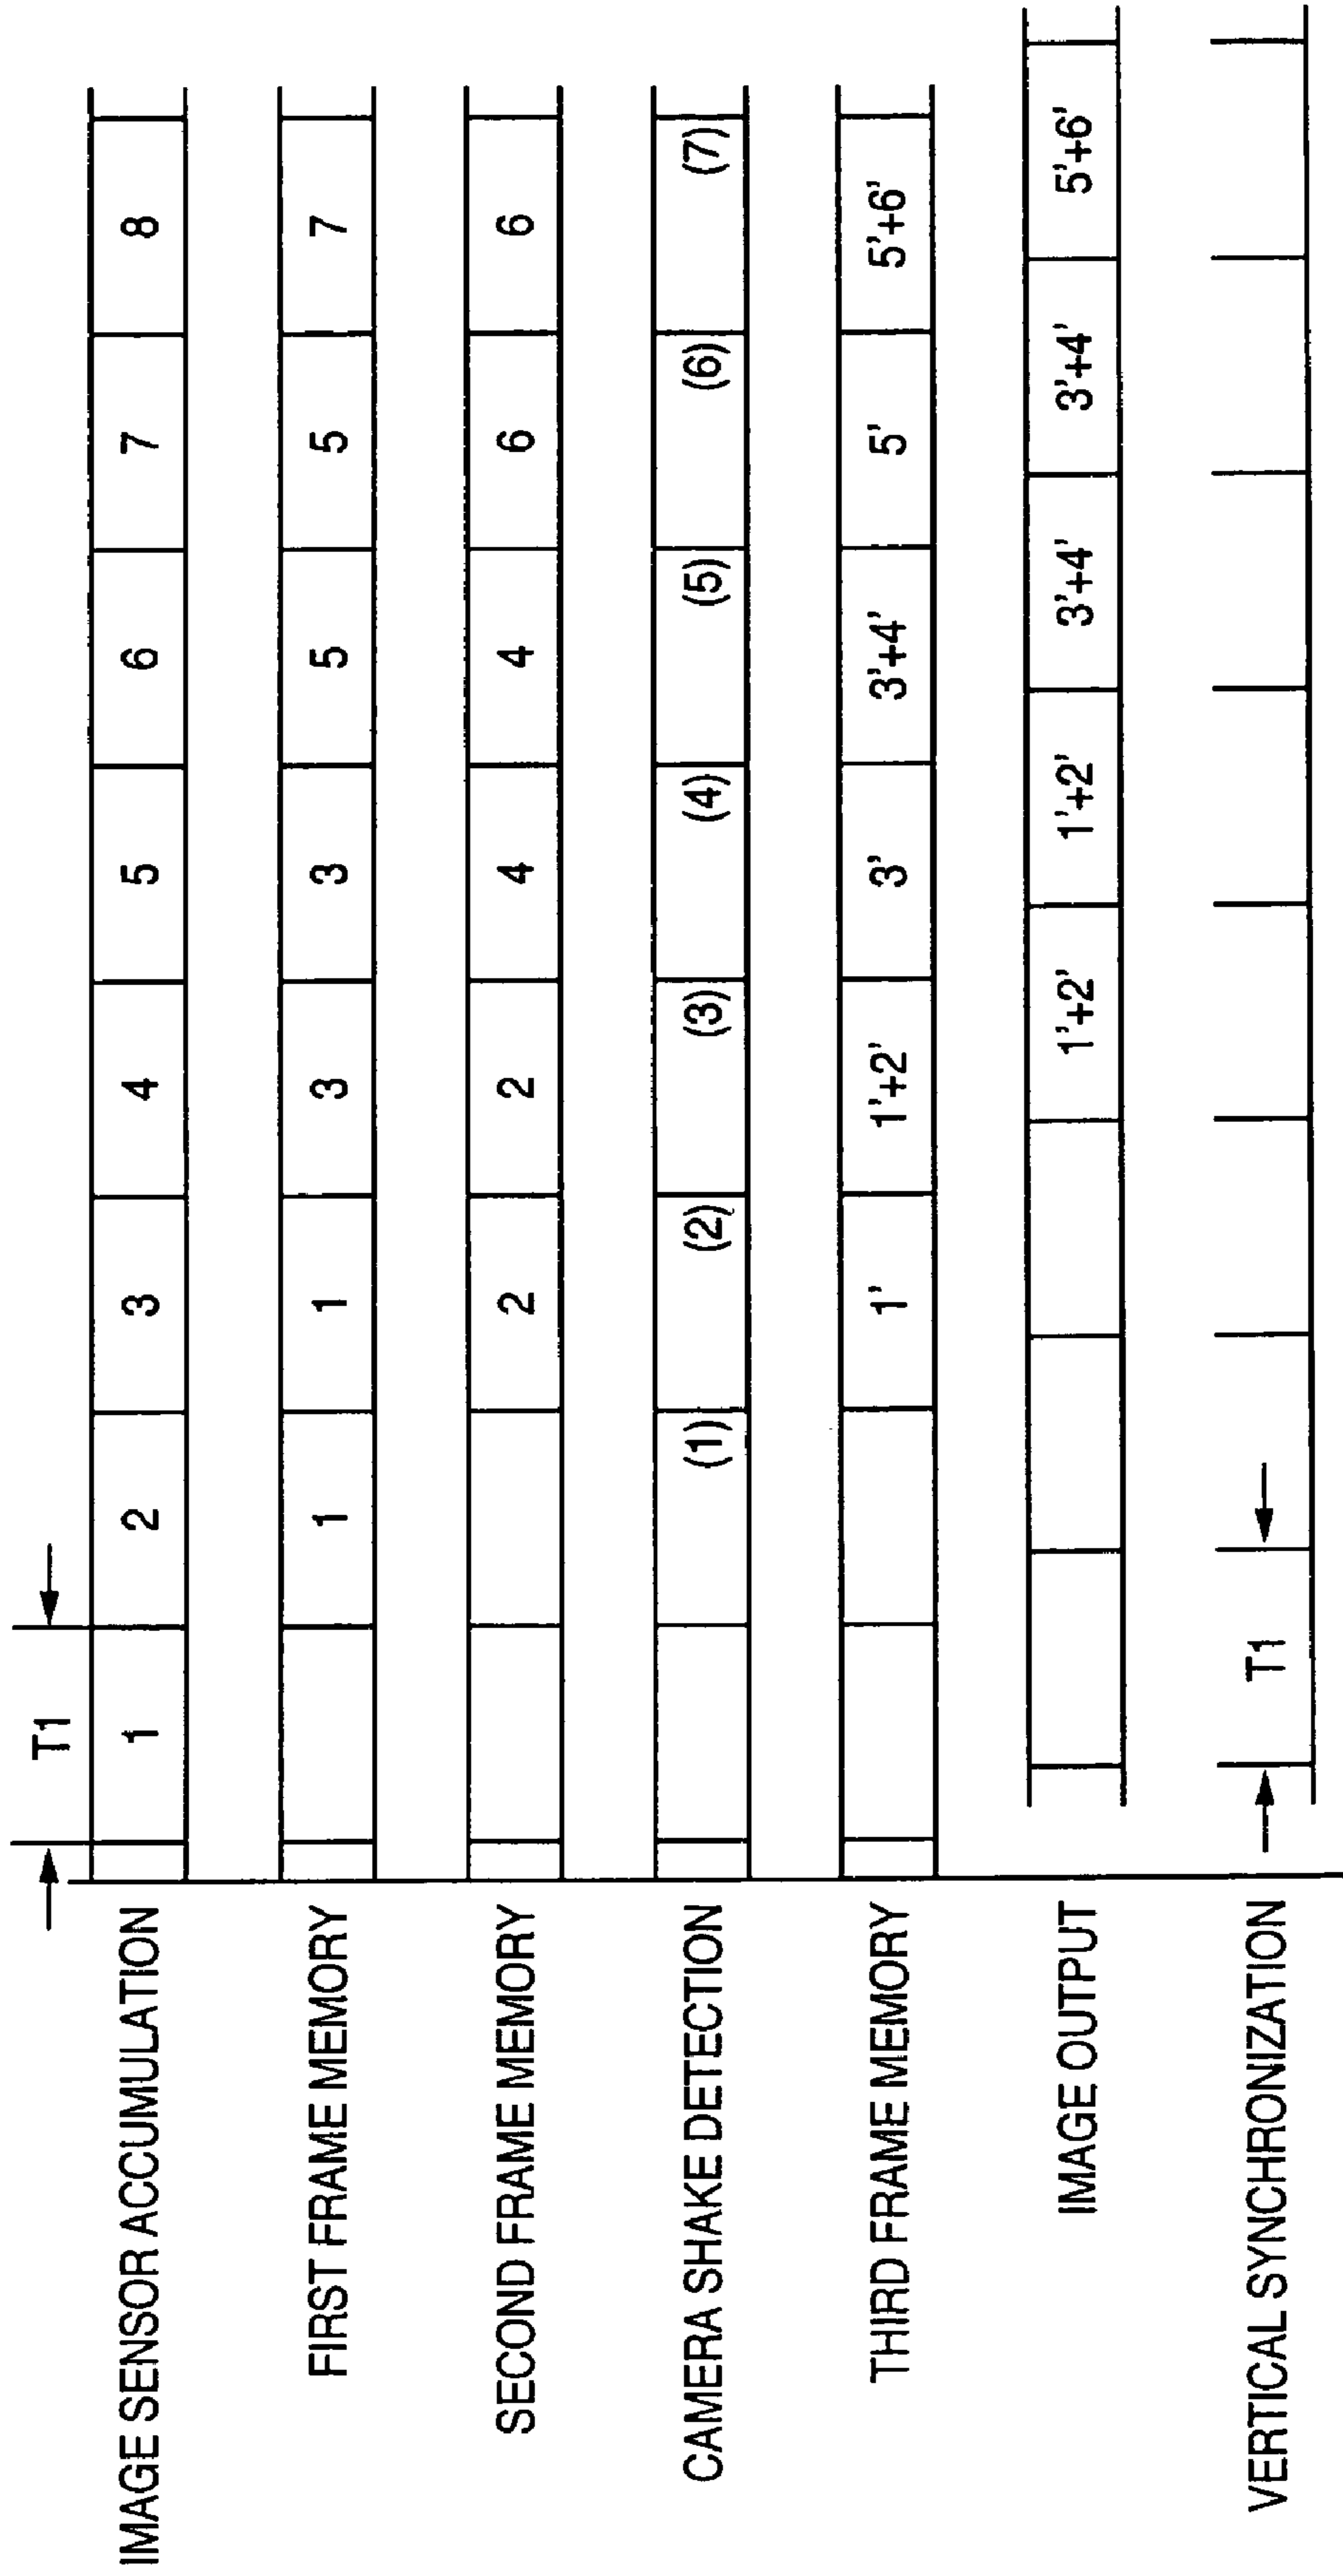 T1
IMAGE SENSOR ACCUMULATION 1 2 3 4 5 6 7 8
FIRST FRAME MEMORY 1 1 3 3 5 5 7
SECOND FRAME MEMORY 2 2 4 4 6 6
CAMERA SHAKE DETECTION (1) (2) (3) (4) (5) (6) (7)
THIRD FRAME MEMORY 1' 1'+2' 3' 3'+4' 5' 5'+6'
IMAGE OUTPUT 1'+2' 1'+2' 3'+4' 3'+4' 5'+6'
VERTICAL SYNCHRONIZATION T1